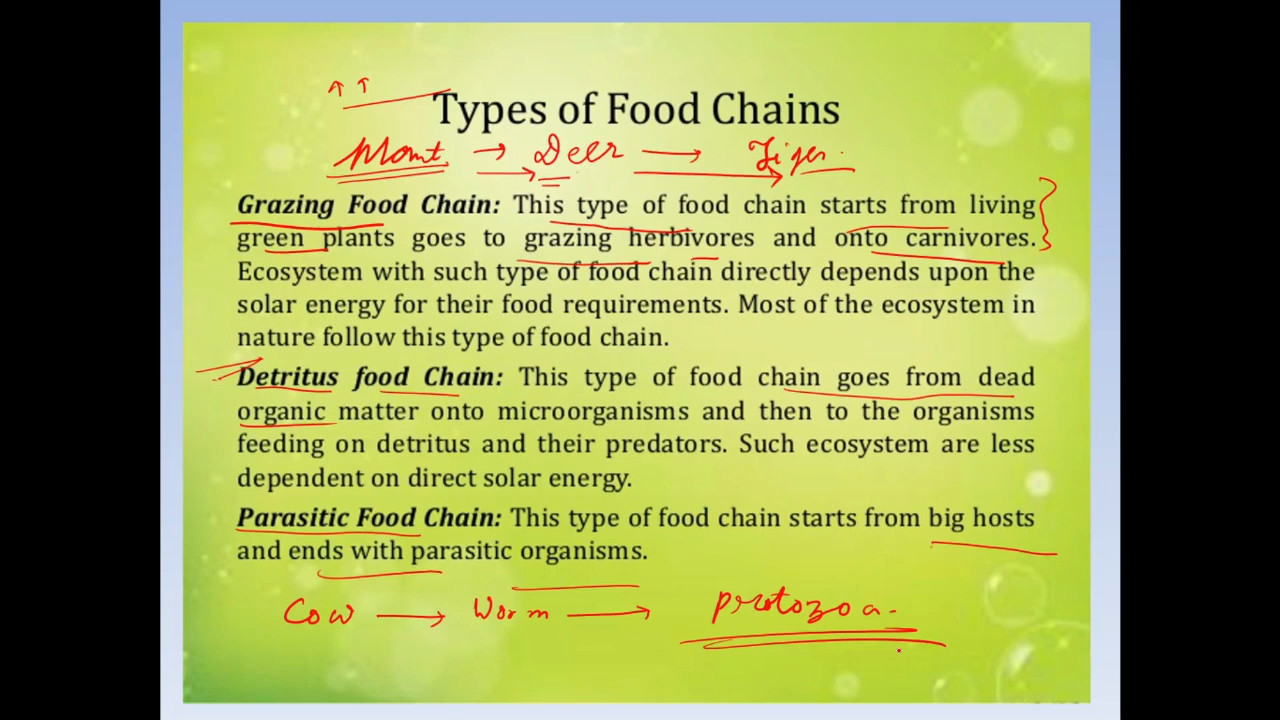 Types of Food Chains
Plant → Deer → Tiger.
Grazing Food Chain: This type of food chain starts from living
green plants goes to grazing herbivores and onto carnivores.
Ecosystem with such type of food chain directly depends upon the
solar energy for their food requirements. Most of the ecosystem in
nature follow this type of food chain.
Detritus food Chain: This type of food chain goes from dead
organic matter onto microorganisms and then to the organisms
feeding on detritus and their predators. Such ecosystem are less
dependent on direct solar energy.
Parasitic Food Chain: This type of food chain starts from big hosts
and ends with parasitic organisms.
Cow → Worm → protozoa.